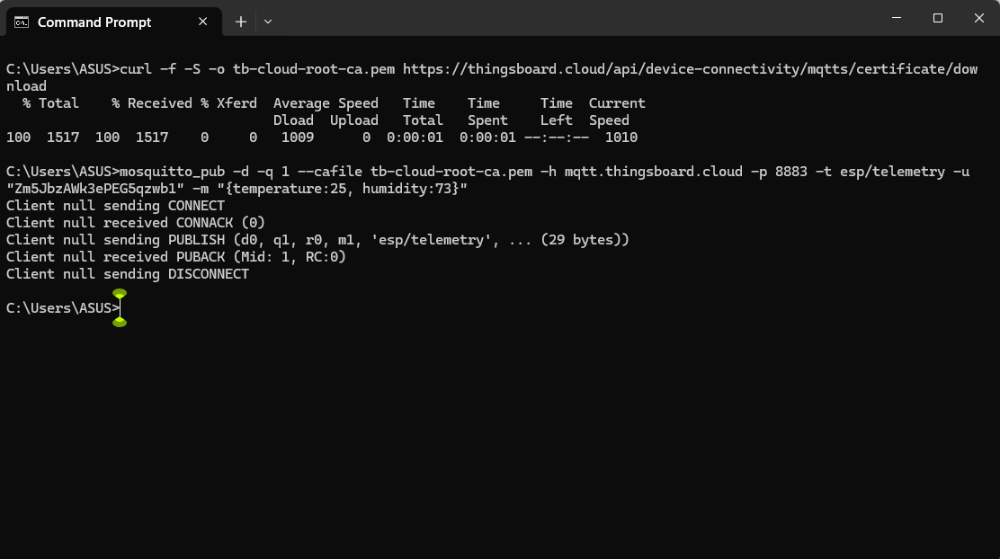 Command Prompt
C:\Users\ASUS>curl -f -S -o tb-cloud-root-ca.pem https://thingsboard.cloud/api/device-connectivity/mqtts/certificate/dow
nload
% Total % Received % Xferd Average Speed Time Time Time Current
Dload Upload Total Spent Left Speed
100 1517 100 1517 0 0 1009 0 0:00:01 0:00:01 --:--:-- 1010
C:\Users\ASUS>mosquitto_pub -d -q 1 --cafile tb-cloud-root-ca.pem -h mqtt.thingsboard.cloud -p 8883 -t esp/telemetry -u
"Zm5JbzAWk3ePEG5qzwb1" -m "{temperature:25, humidity:73}"
Client null sending CONNECT
Client null received CONNACK (0)
Client null sending PUBLISH (d0, q1, r0, m1, 'esp/telemetry', ... (29 bytes))
Client null received PUBACK (Mid: 1, RC:0)
Client null sending DISCONNECT
C:\Users\ASUS>